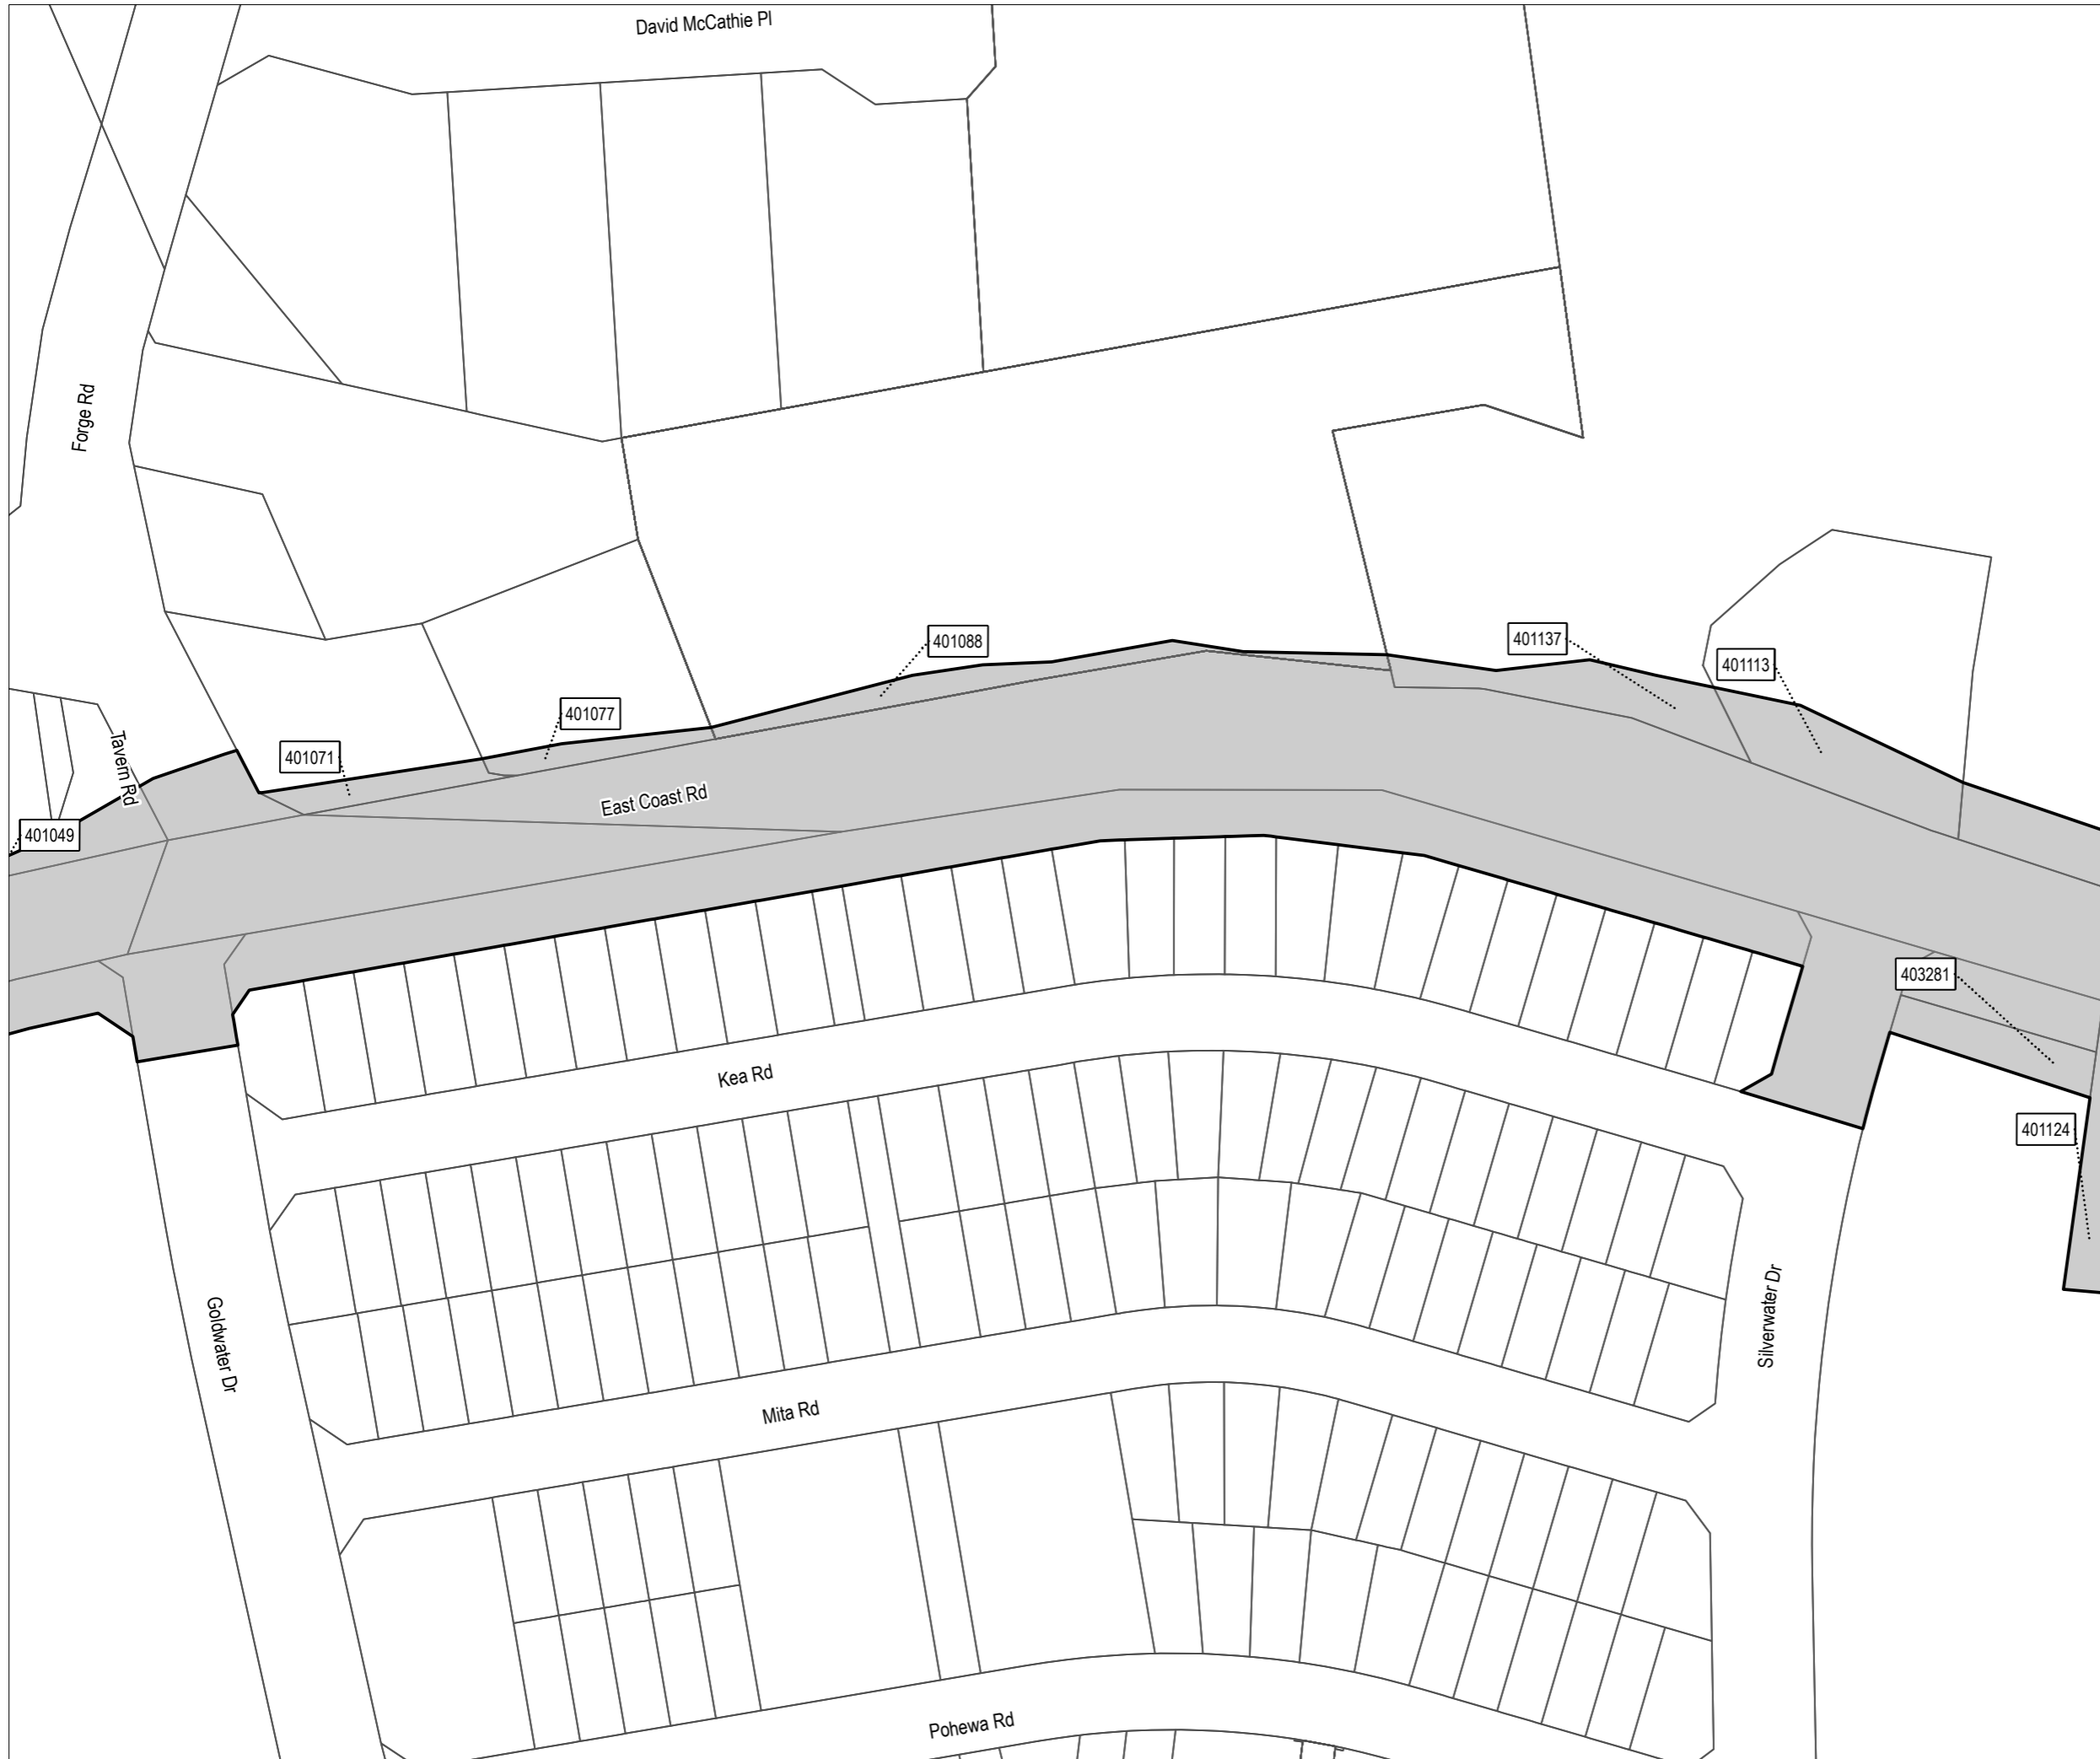 David McCathie Pl
Forge Rd
401088
401137
401113
401077
Tavern Rd
401071
East Coast Rd
401049
403281
Kea Rd
401124
Goldwater Dr
Silverwater Dr
Mita Rd
Pohewa Rd